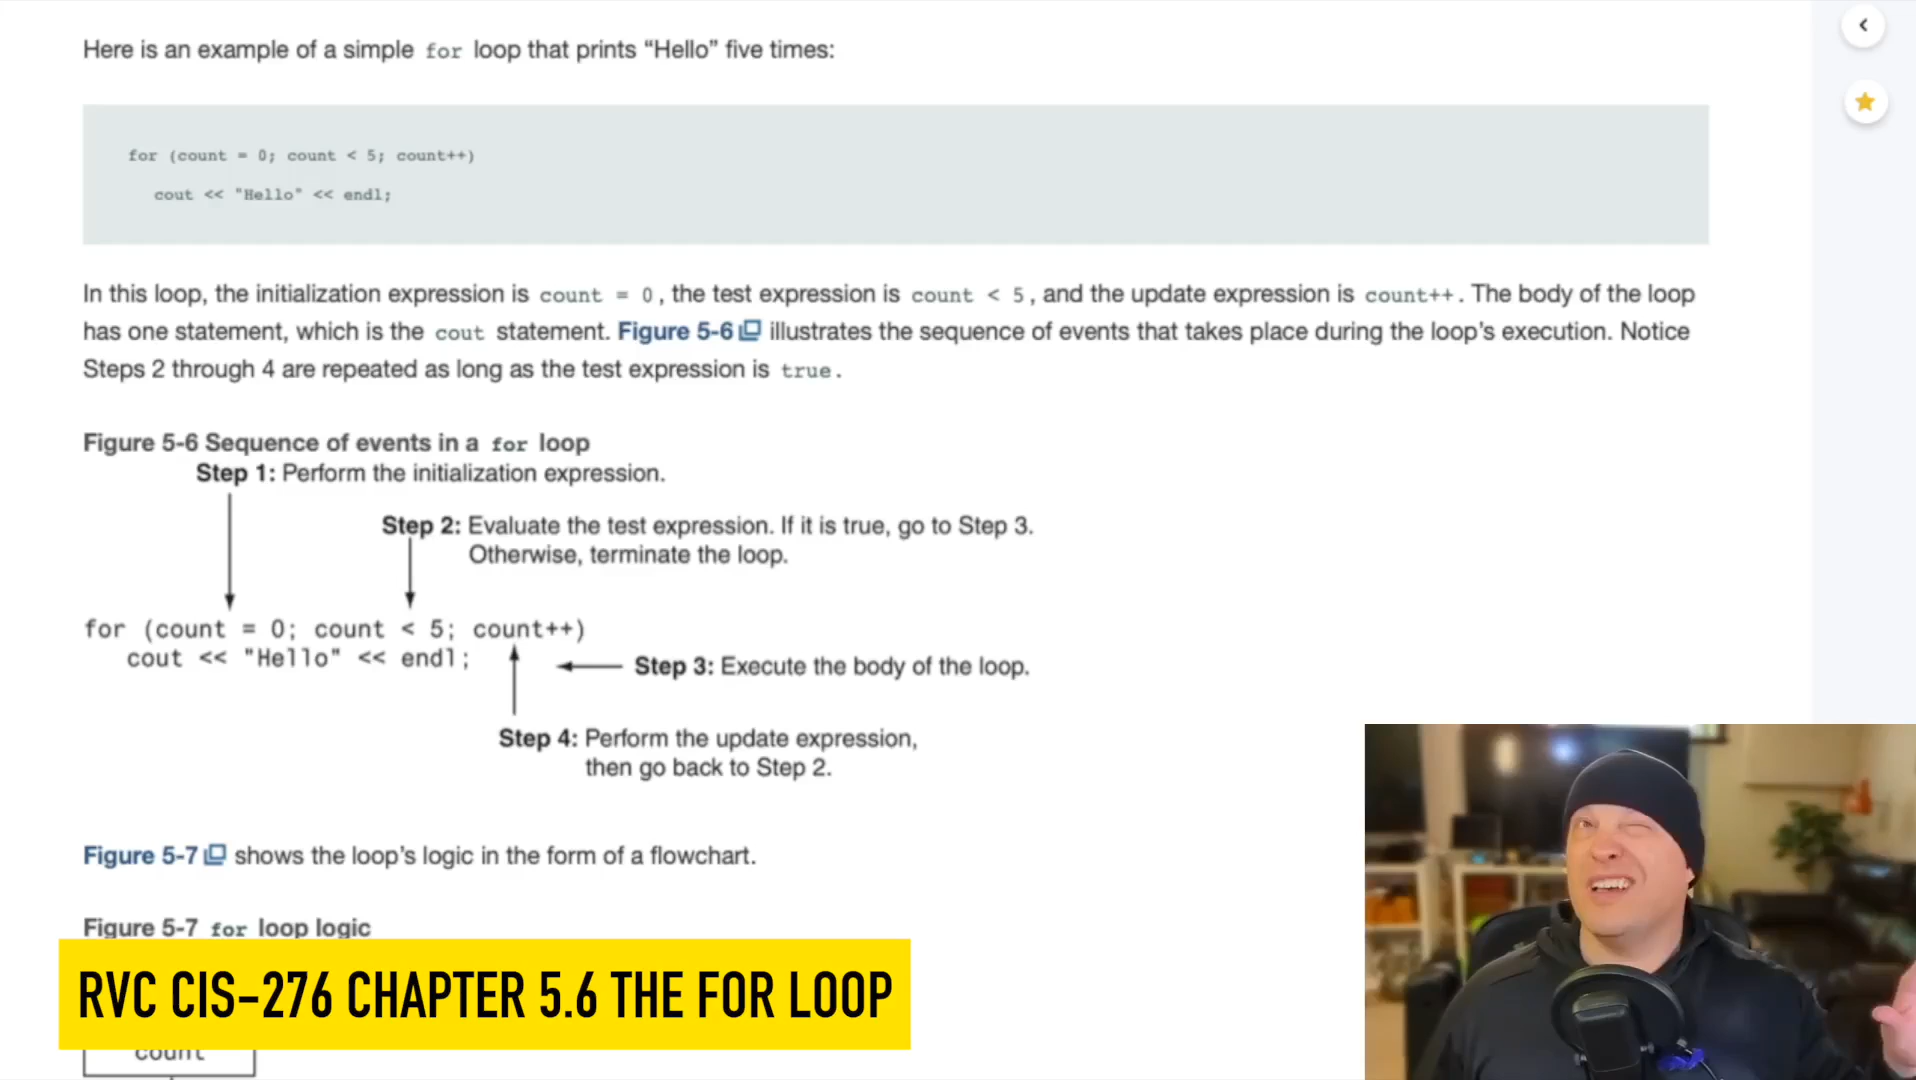 Here is an example of a simple for loop that prints “Hello” five times:
for (count = 0; count < 5; count++)
cout << "Hello" << endl;
In this loop, the initialization expression is count = 0, the test expression is count < 5, and the update expression is count++. The body of the loop
has one statement, which is the cout statement. Figure 5-6 illustrates the sequence of events that takes place during the loop’s execution. Notice
Steps 2 through 4 are repeated as long as the test expression is true.
Figure 5-6 Sequence of events in a for loop
Step 1: Perform the initialization expression.
Step 2: Evaluate the test expression. If it is true, go to Step 3.
Otherwise, terminate the loop.
for (count = 0; count < 5; count++)
cout << "Hello" << endl;
Step 3: Execute the body of the loop.
Step 4: Perform the update expression,
then go back to Step 2.
Figure 5-7 shows the loop’s logic in the form of a flowchart.
Figure 5-7 for loop logic
RVC CIS-276 CHAPTER 5.6 THE FOR LOOP
count